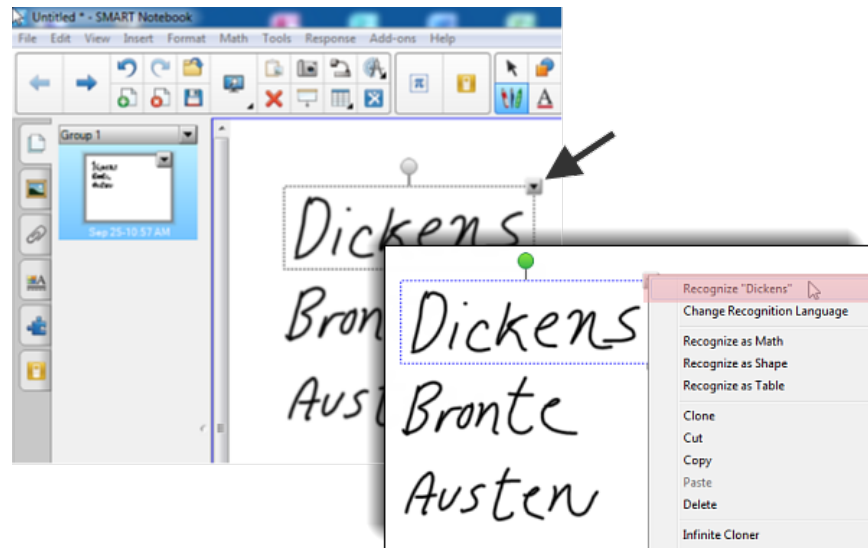 Untitled * - SMART Notebook
File Edit View Insert Format Math Tools Response Add-ons Help
π
A
Group 1
Dickens
Bronte
Austen
Sep 25-10:57 AM
Dickens
Bron
Aust
Dickens
Bronte
Austen
Recognize "Dickens"
Change Recognition Language
Recognize as Math
Recognize as Shape
Recognize as Table
Clone
Cut
Copy
Paste
Delete
Infinite Cloner